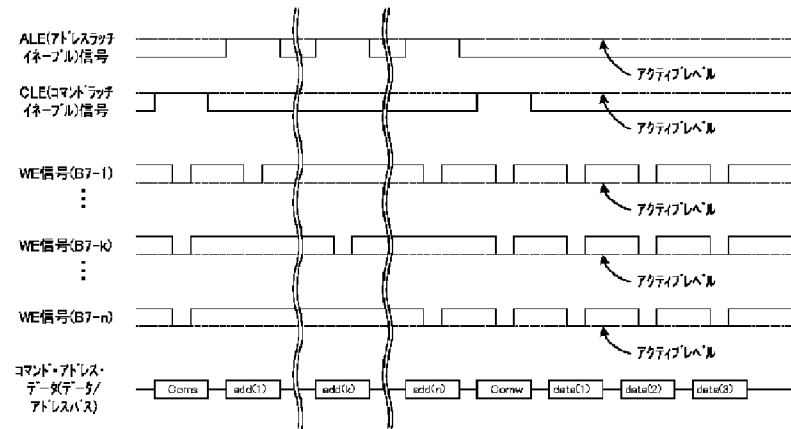 ALE(アドレスラッチ
イネーブル)信号
アクティブレベル
CLE(コマンドラッチ
イネーブル)信号
アクティブレベル
WE信号(B7-1)
アクティブレベル
⋮
WE信号(B7-k)
アクティブレベル
⋮
WE信号(B7-n)
アクティブレベル
コマンド・アドレス・
データ(データ/
アドレスバス)
Coms add(1) add(k) add(n) Comw data(1) data(2) data(3)